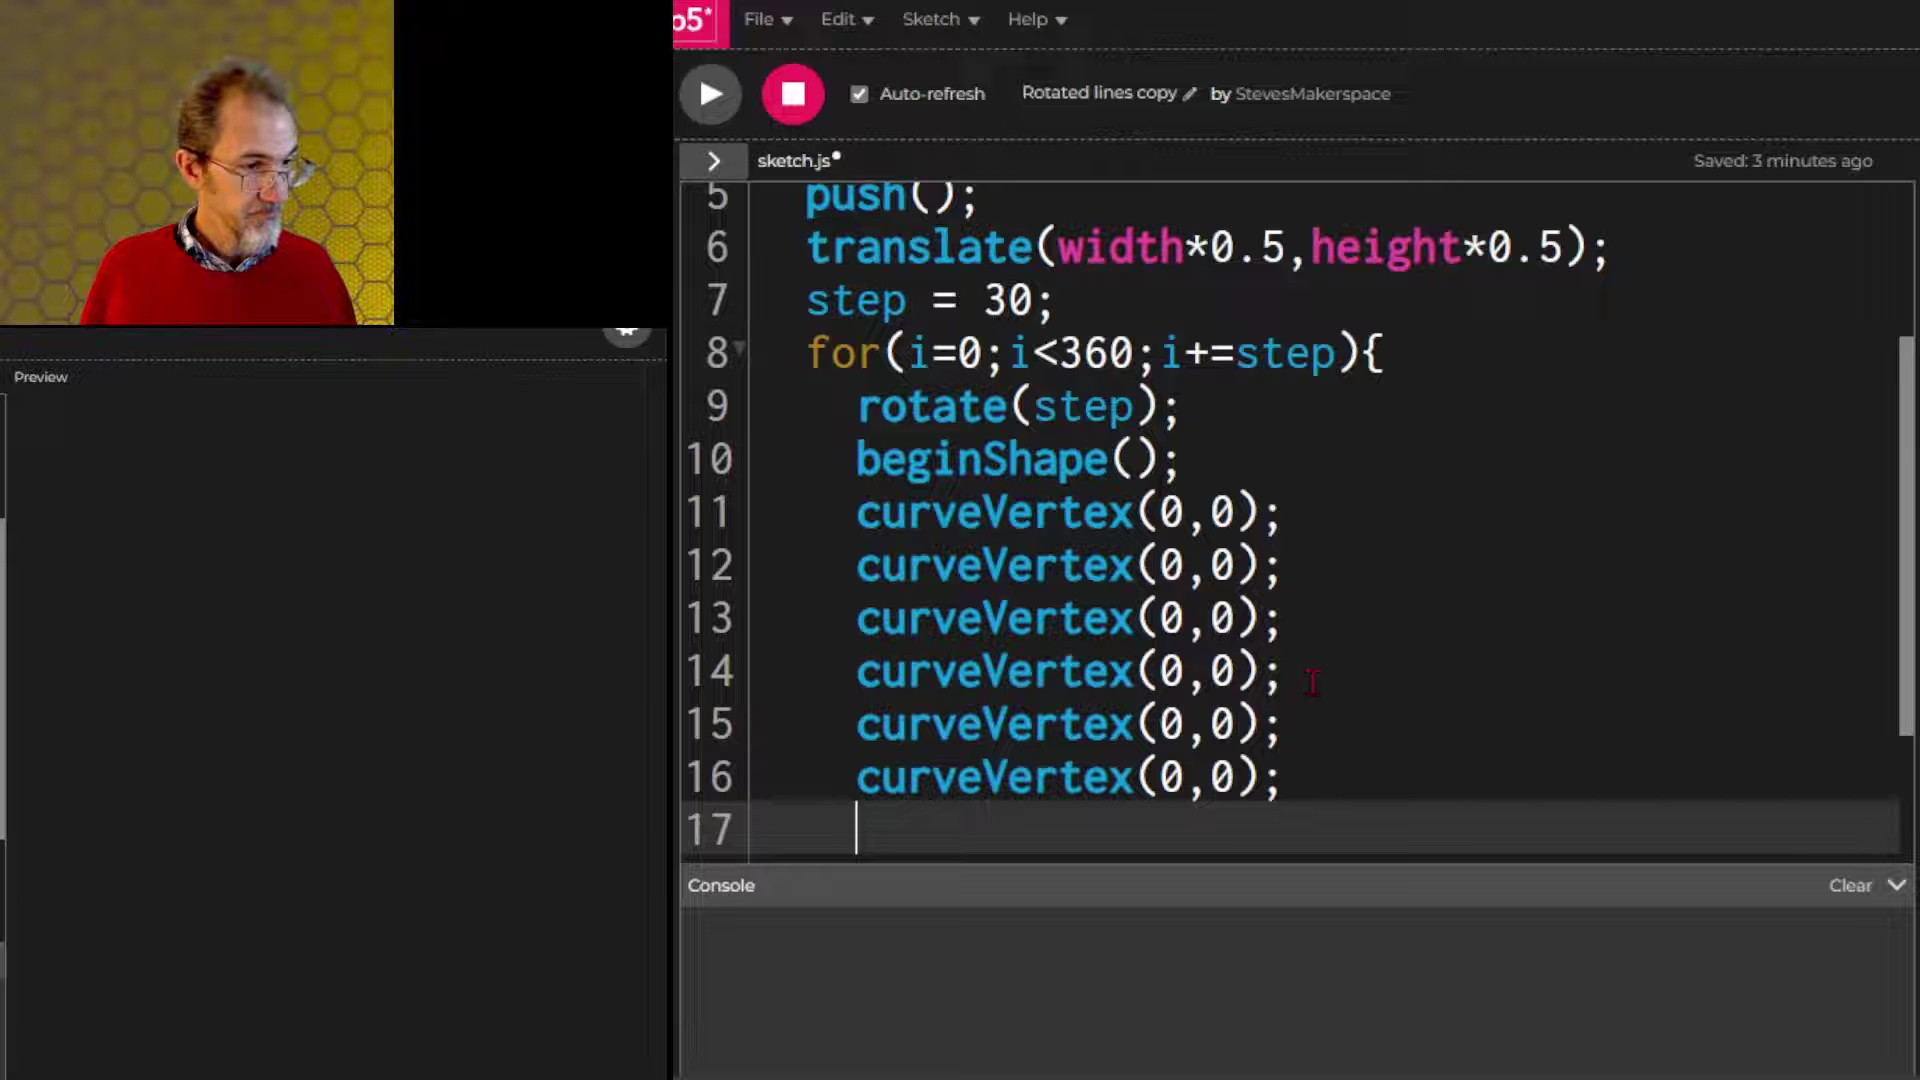 p5*
File
Edit
Sketch
Help
Auto-refresh
Rotated lines copy
by StevesMakerspace
sketch.js
Saved: 3 minutes ago
Preview
5 push();
6 translate(width*0.5,height*0.5);
7 step = 30;
8 for(i=0;i<360;i+=step){
9 rotate(step);
10 beginShape();
11 curveVertex(0,0);
12 curveVertex(0,0);
13 curveVertex(0,0);
14 curveVertex(0,0);
15 curveVertex(0,0);
16 curveVertex(0,0);
17
Console
Clear